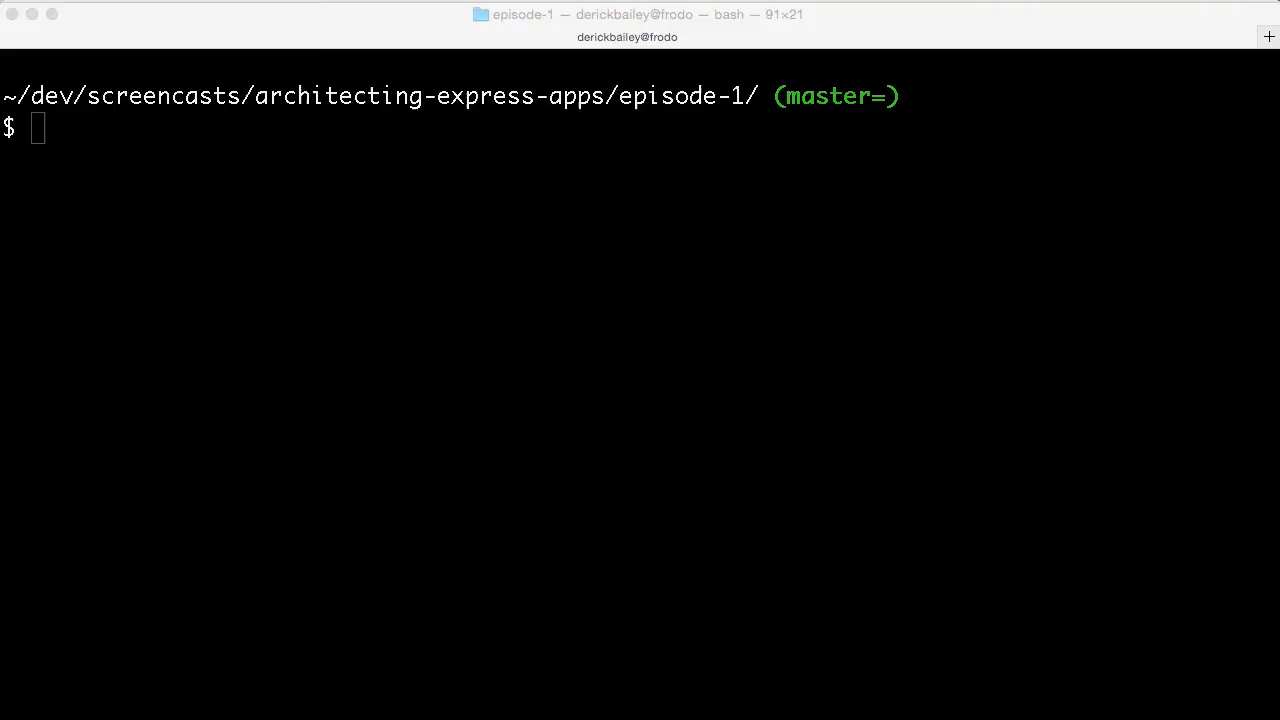 episode-1 — derickbailey@frodo — bash — 91×21
derickbailey@frodo
+
~/dev/screencasts/architecting-express-apps/episode-1/ (master=)
$